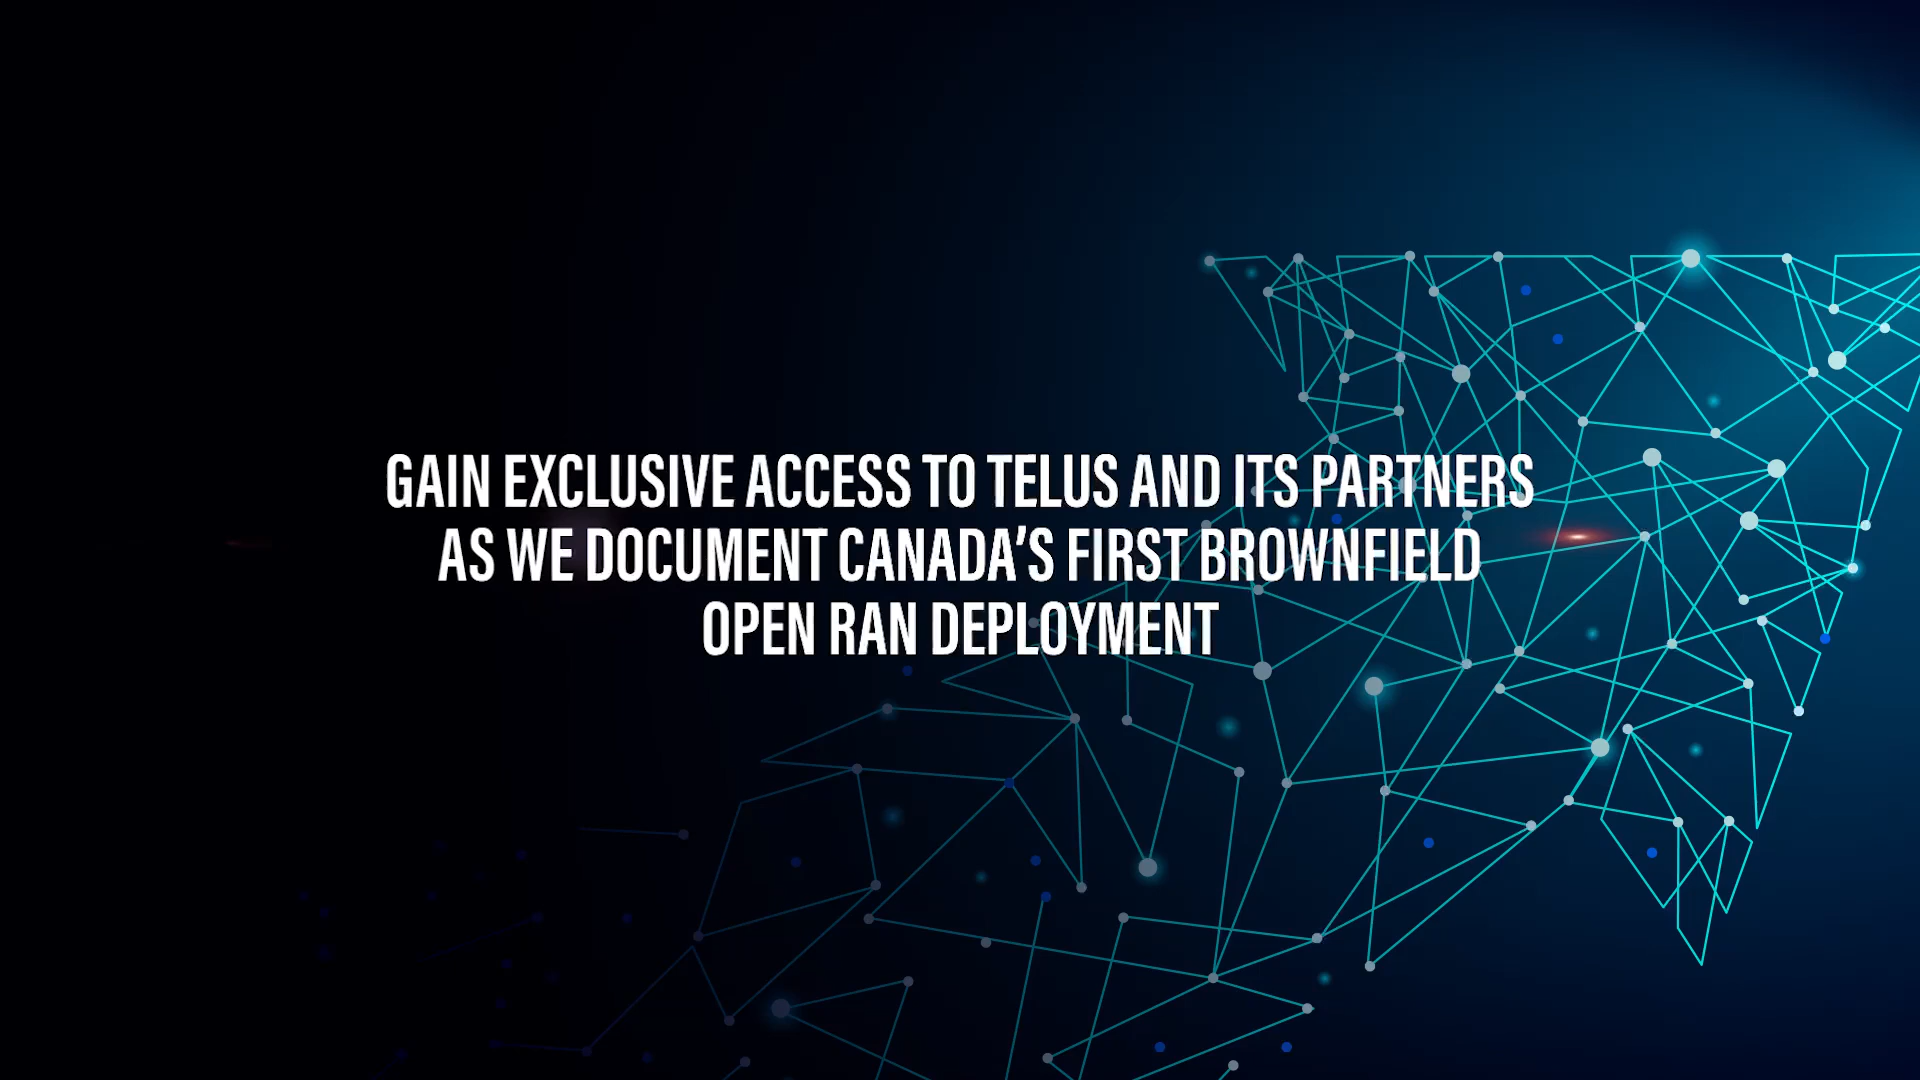 GAIN EXCLUSIVE ACCESS TO TELUS AND ITS PARTNERS
AS WE DOCUMENT CANADA’S FIRST BROWNFIELD
OPEN RAN DEPLOYMENT